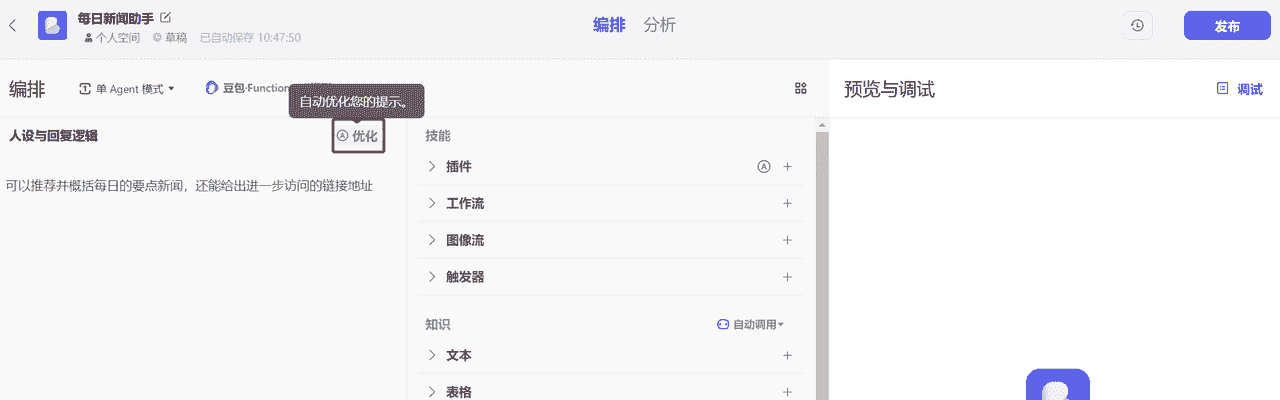 每日新闻助手
个人空间 草稿 已自动保存 10:47:50
编排 分析
发布
编排
单 Agent 模式
豆包·Function
自动优化您的提示。
预览与调试
调试
人设与回复逻辑
优化
可以推荐并概括每日的要点新闻，还能给出进一步访问的链接地址
技能
插件
工作流
图像流
触发器
知识
自动调用
文本
表格